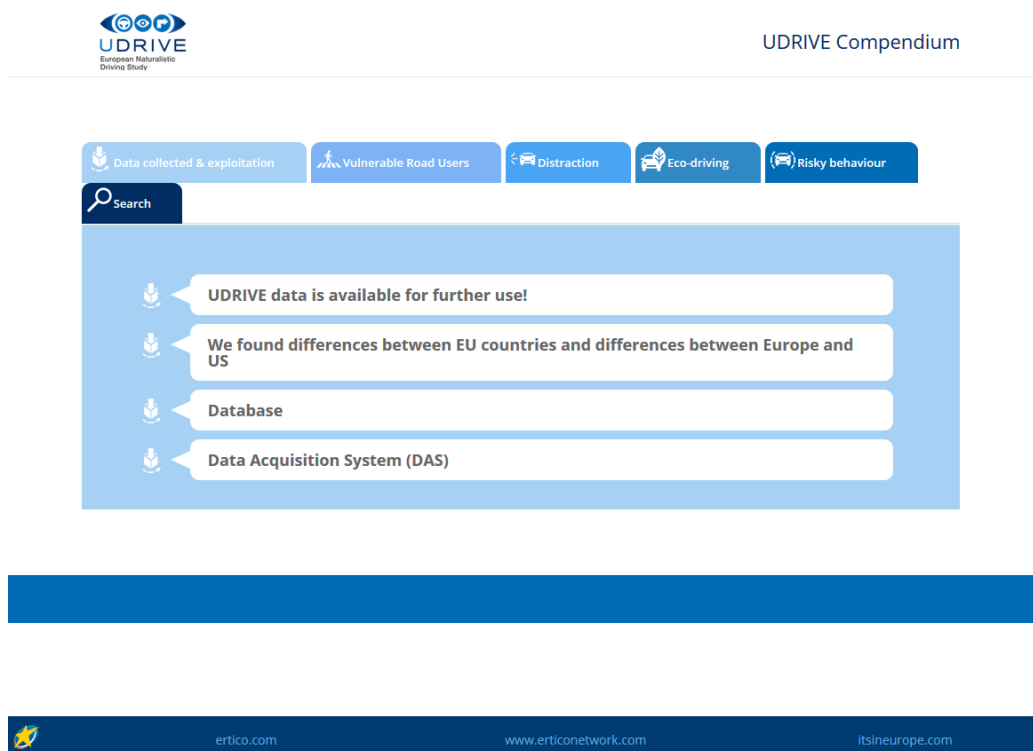 UDRIVE
European Naturalistic
Driving Study
UDRIVE Compendium
Data collected & exploitation
Vulnerable Road Users
Distraction
Eco-driving
Risky behaviour
Search
UDRIVE data is available for further use!
We found differences between EU countries and differences between Europe and
US
Database
Data Acquisition System (DAS)
ertico.com
www.erticonetwork.com
itsineurope.com